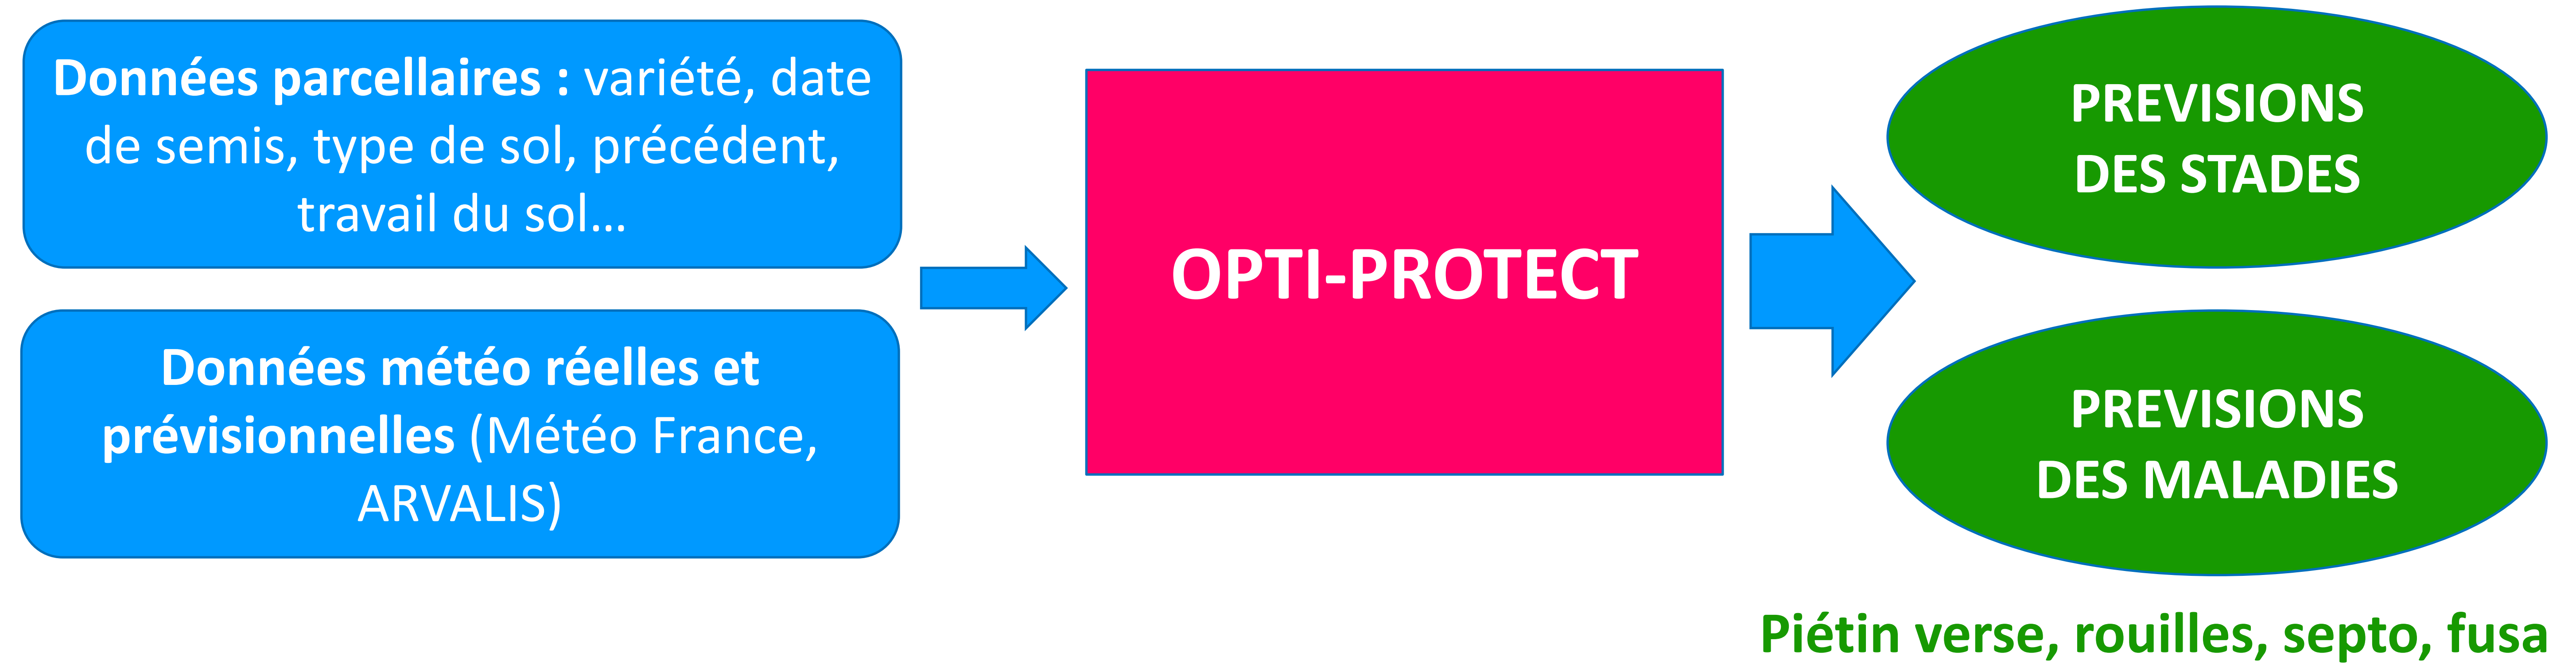 Données parcellaires : variété, date
de semis, type de sol, précédent,
travail du sol...
Données météo réelles et
prévisionnelles (Météo France,
ARVALIS)
OPTI-PROTECT
PREVISIONS
DES STADES
PREVISIONS
DES MALADIES
Piétin verse, rouilles, septo, fusa